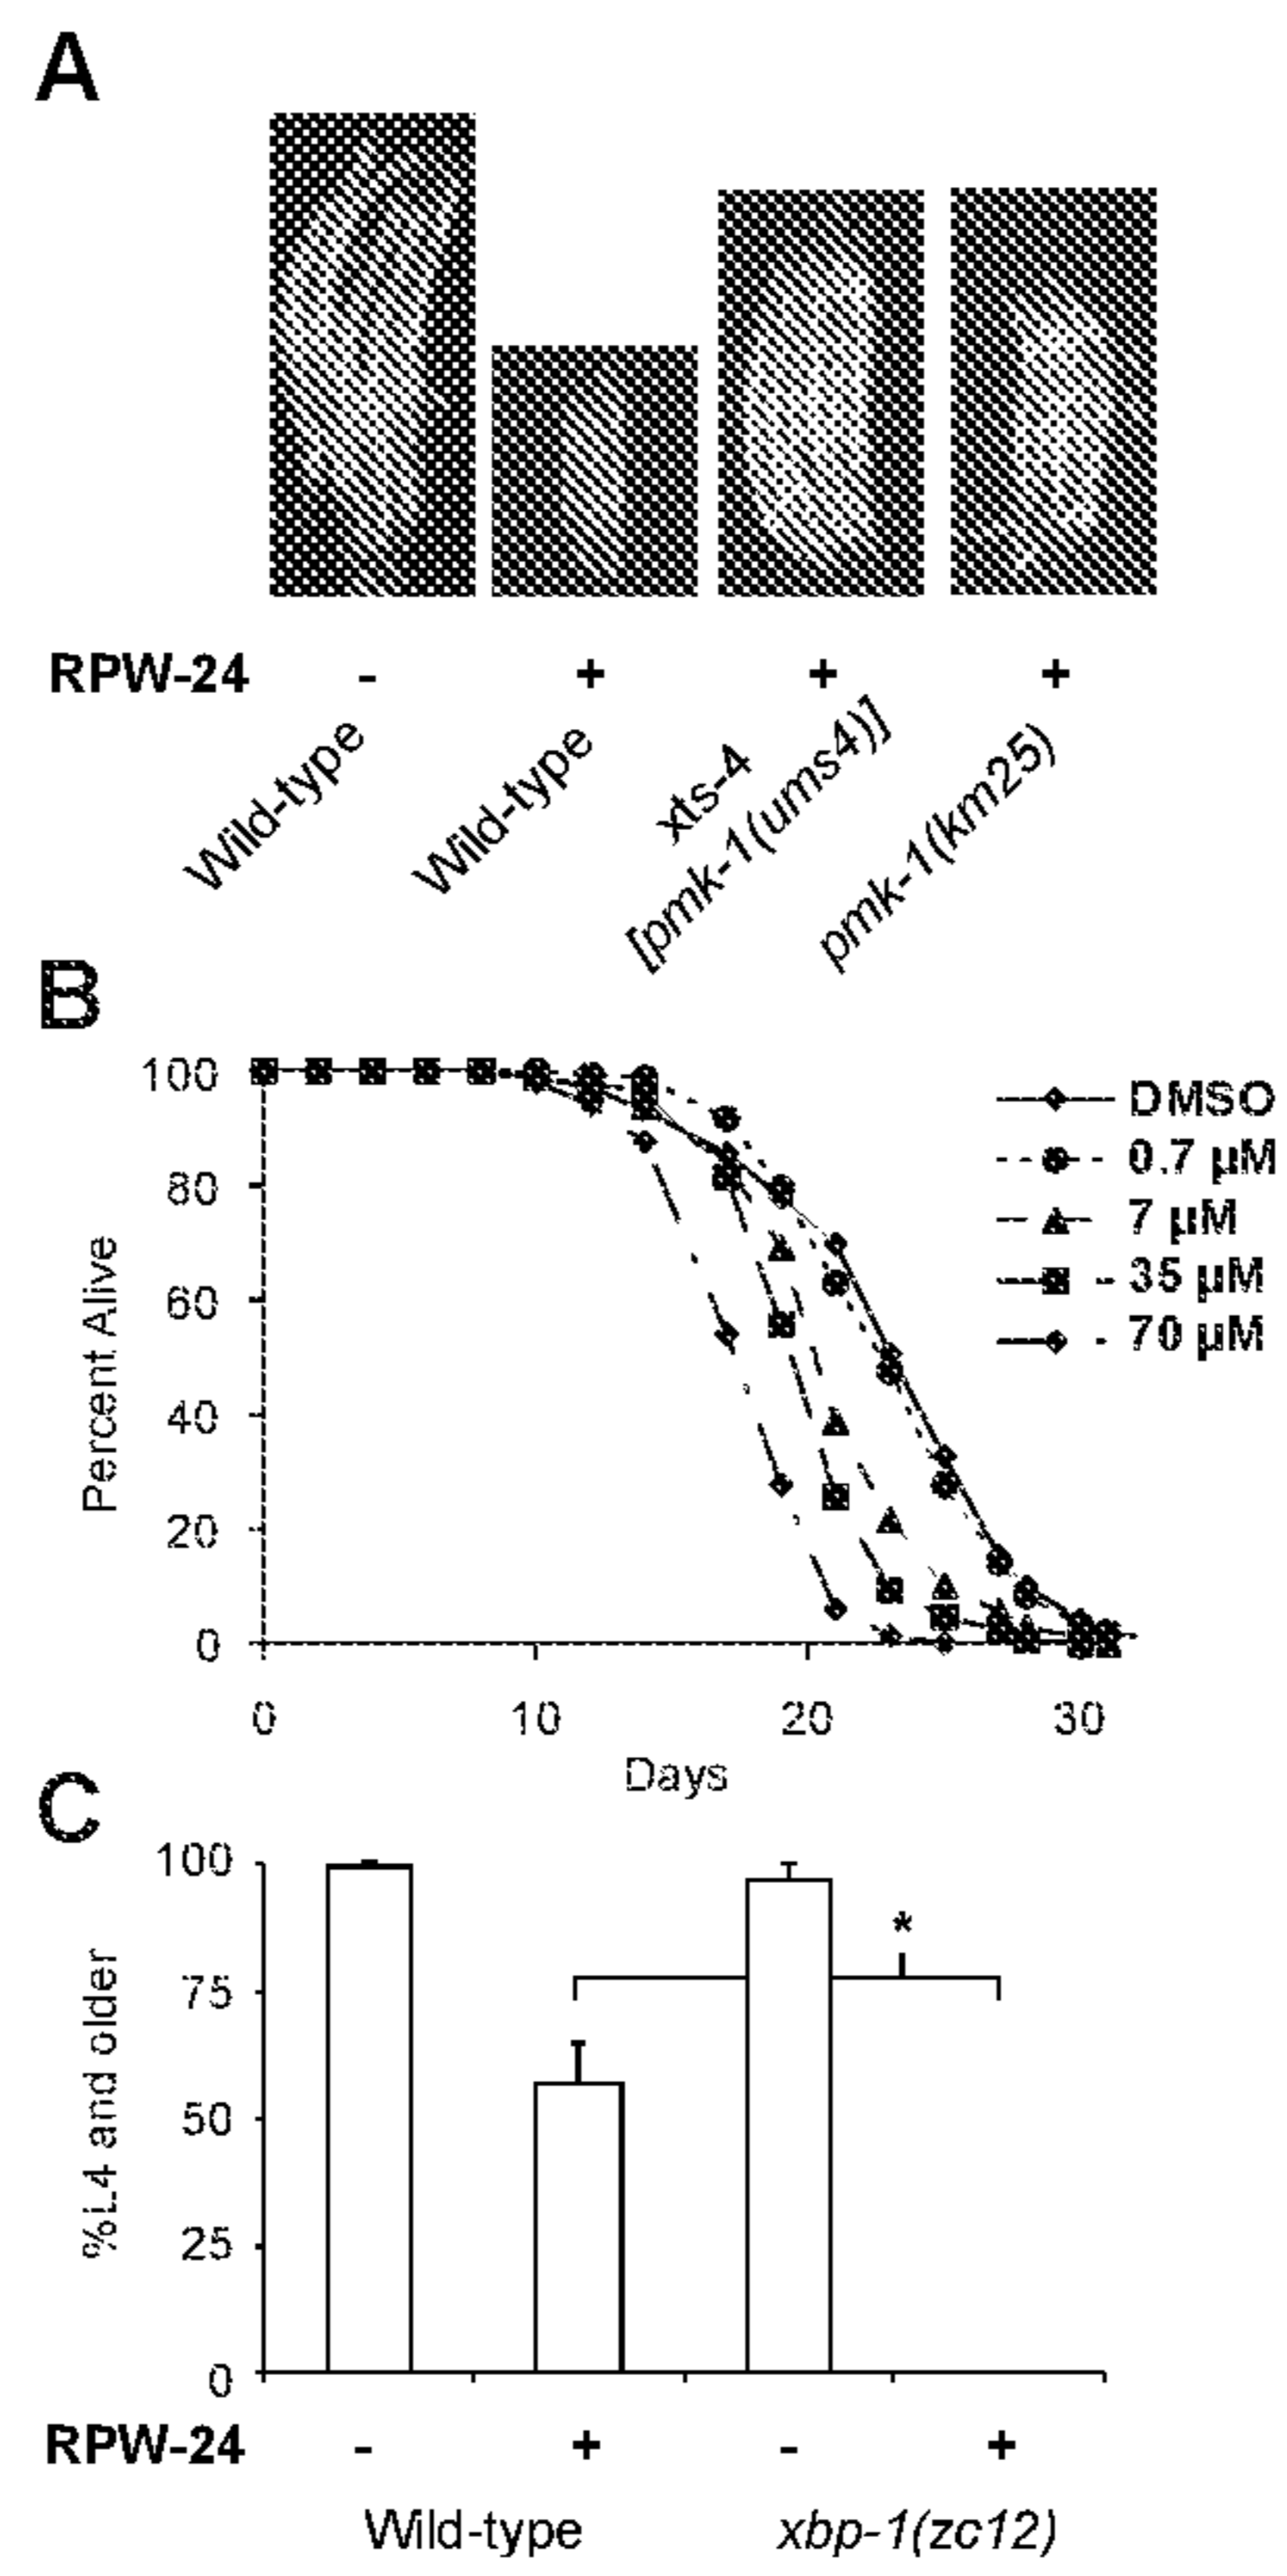 A
RPW-24 - + + +
Wild-type
Wild-type
xts-4
[pmk-1(ums4)]
pmk-1(km25)
B
Percent Alive
100
80
60
40
20
0
0 10 20 30
Days
DMSO
0.7 µM
7 µM
35 µM
70 µM
C
%L4 and older
100
75
50
25
0
*
RPW-24 - + - +
Wild-type xbp-1(zc12)